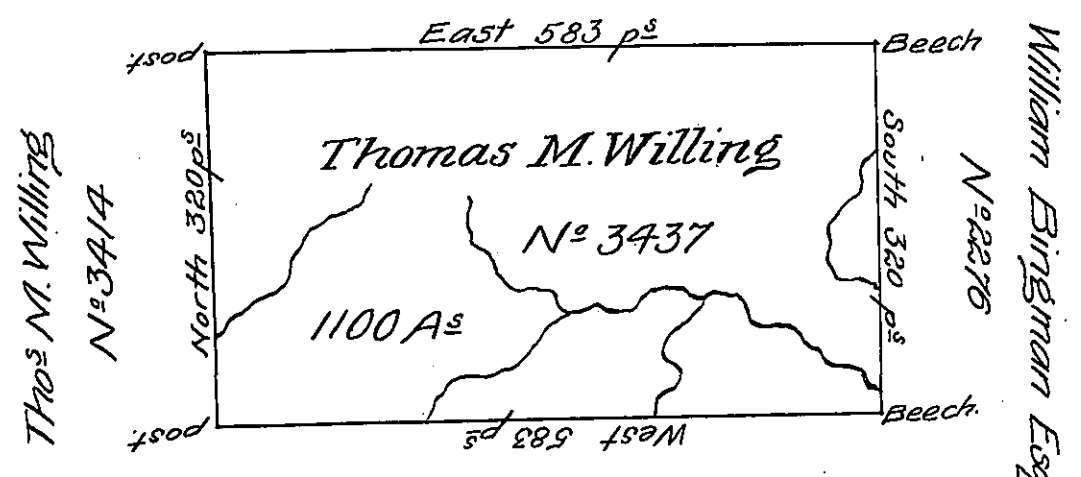 East 583 pˢ
post.
Beech
Thomas M. Willing
Nº 3437
1100 Aˢ
North 320 pˢ
South 320 pˢ
Thoˢ M. Willing
Nº 3414
Nº 2276
William Bingman Esq
post.
West 583 pˢ
Beech.